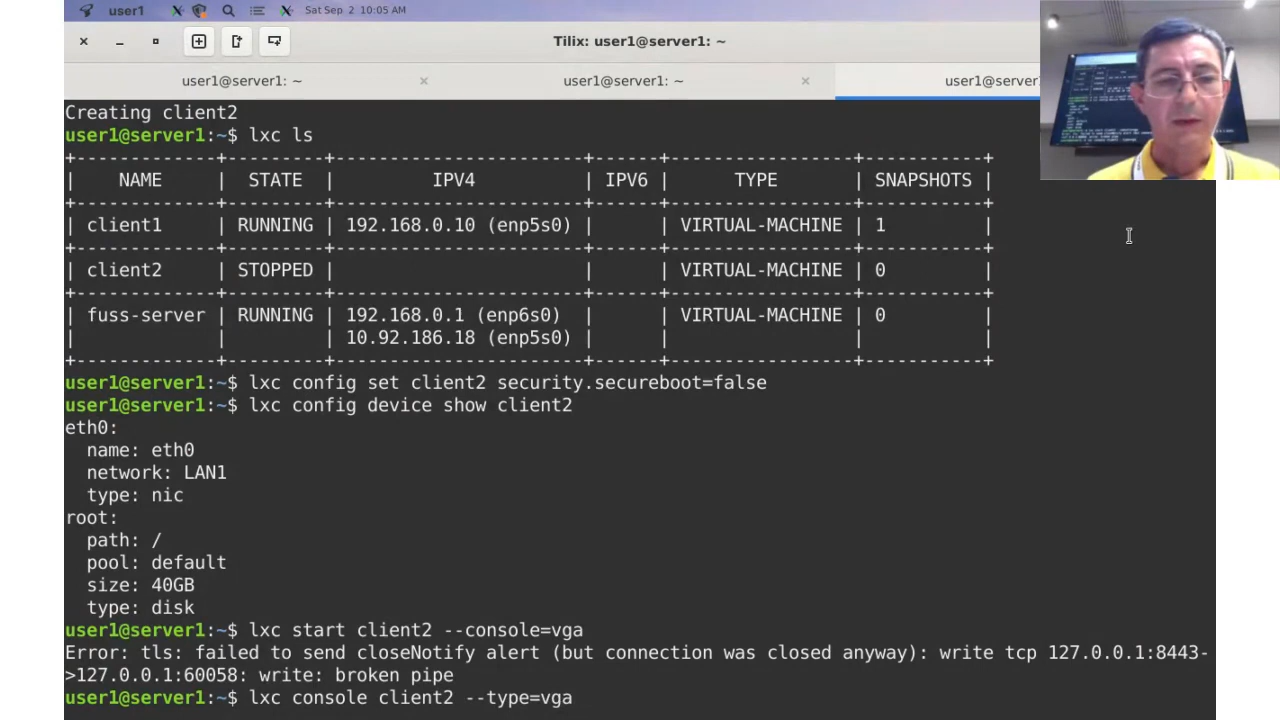 user1 Sat Sep 2 10:05 AM
Tilix: user1@server1: ~
user1@server1: ~ user1@server1: ~ user1@server1:
Creating client2
user1@server1:~$ lxc ls
+-------------+---------+-----------------------+------+-----------------+-----------+
| NAME | STATE | IPV4 | IPV6 | TYPE | SNAPSHOTS |
+-------------+---------+-----------------------+------+-----------------+-----------+
| client1 | RUNNING | 192.168.0.10 (enp5s0) | | VIRTUAL-MACHINE | 1 |
+-------------+---------+-----------------------+------+-----------------+-----------+
| client2 | STOPPED | | | VIRTUAL-MACHINE | 0 |
+-------------+---------+-----------------------+------+-----------------+-----------+
| fuss-server | RUNNING | 192.168.0.1 (enp6s0) | | VIRTUAL-MACHINE | 0 |
| | | 10.92.186.18 (enp5s0) | | | |
+-------------+---------+-----------------------+------+-----------------+-----------+
user1@server1:~$ lxc config set client2 security.secureboot=false
user1@server1:~$ lxc config device show client2
eth0:
name: eth0
network: LAN1
type: nic
root:
path: /
pool: default
size: 40GB
type: disk
user1@server1:~$ lxc start client2 --console=vga
Error: tls: failed to send closeNotify alert (but connection was closed anyway): write tcp 127.0.0.1:8443-
>127.0.0.1:60058: write: broken pipe
user1@server1:~$ lxc console client2 --type=vga